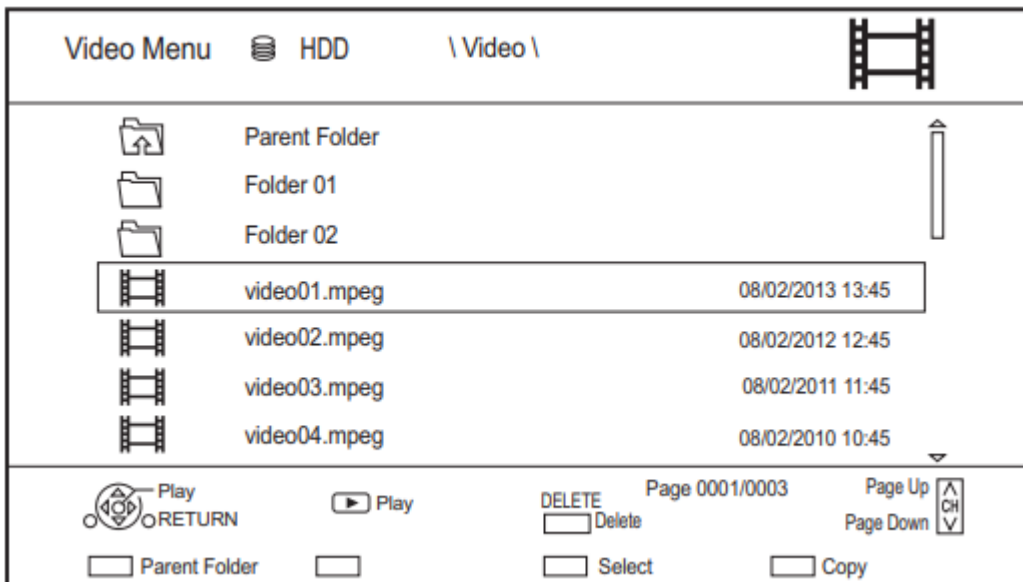 Video Menu HDD \ Video \
Parent Folder
Folder 01
Folder 02
video01.mpeg 08/02/2013 13:45
video02.mpeg 08/02/2012 12:45
video03.mpeg 08/02/2011 11:45
video04.mpeg 08/02/2010 10:45
Play
RETURN
Play
DELETE
Delete
Page 0001/0003
Page Up
CH
Page Down
Parent Folder
Select
Copy